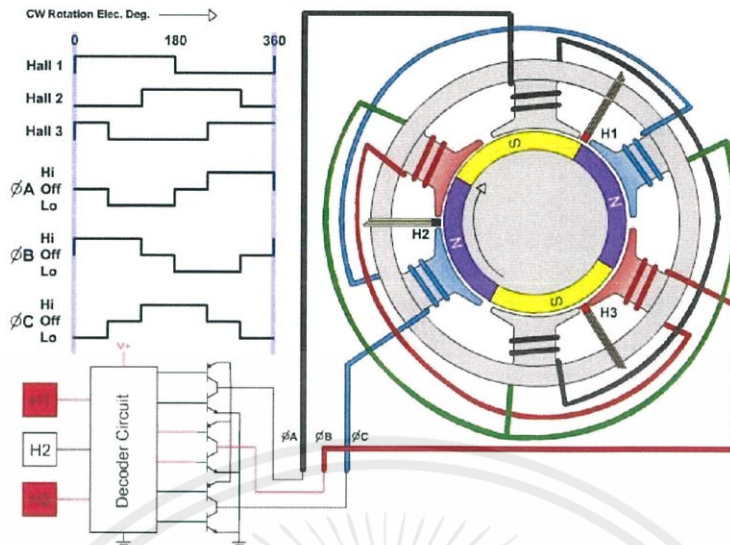 CW Rotation Elec. Deg.
0 180 360
Hall 1
Hall 2
Hall 3
Hi
ØA Off
Lo
Hi
ØB Off
Lo
Hi
ØC Off
Lo
V+
H2
Decoder Circuit
ØA ØB ØC
S
H1
N
N
H2
S
H3